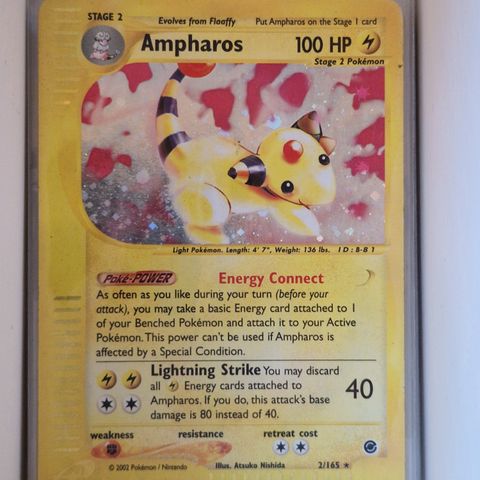 STAGE 2
Evolves from Flaaffy
Put Ampharos on the Stage 1 card
Ampharos
100 HP
Stage 2 Pokémon
Light Pokémon. Length: 4' 7", Weight: 136 lbs. ID: B-8 1
Poké-POWER
Energy Connect
As often as you like during your turn (before your
attack), you may take a basic Energy card attached to 1
of your Benched Pokémon and attach it to your Active
Pokémon. This power can't be used if Ampharos is
affected by a Special Condition.
Lightning Strike You may discard
all Energy cards attached to
Ampharos. If you do, this attack's base
damage is 80 instead of 40.
40
weakness
resistance
retreat cost
© 2002 Pokémon / Nintendo
Illus. Atsuko Nishida
2/165 ★